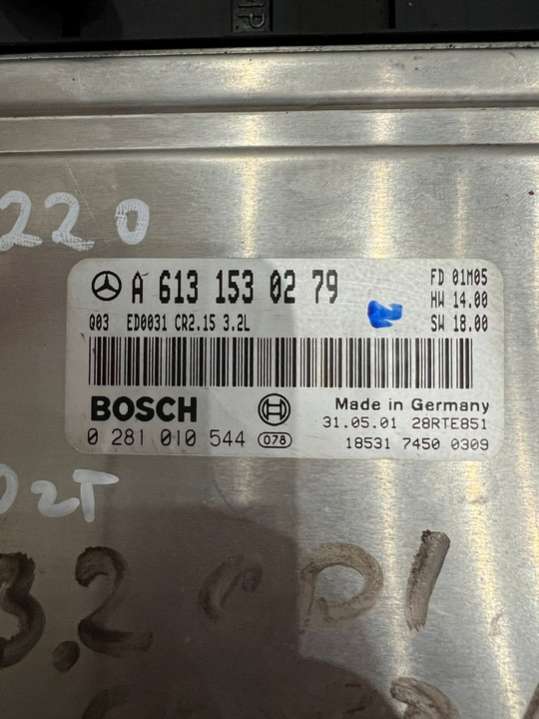 220
A 613 153 02 79
FD 01M05
HW 14.00
SW 18.00
Q03 ED0031 CR2.15 3.2L
BOSCH
Made in Germany
31.05.01 28RTE851
0 281 010 544 078
18531 7450 0309
3.2 CDI